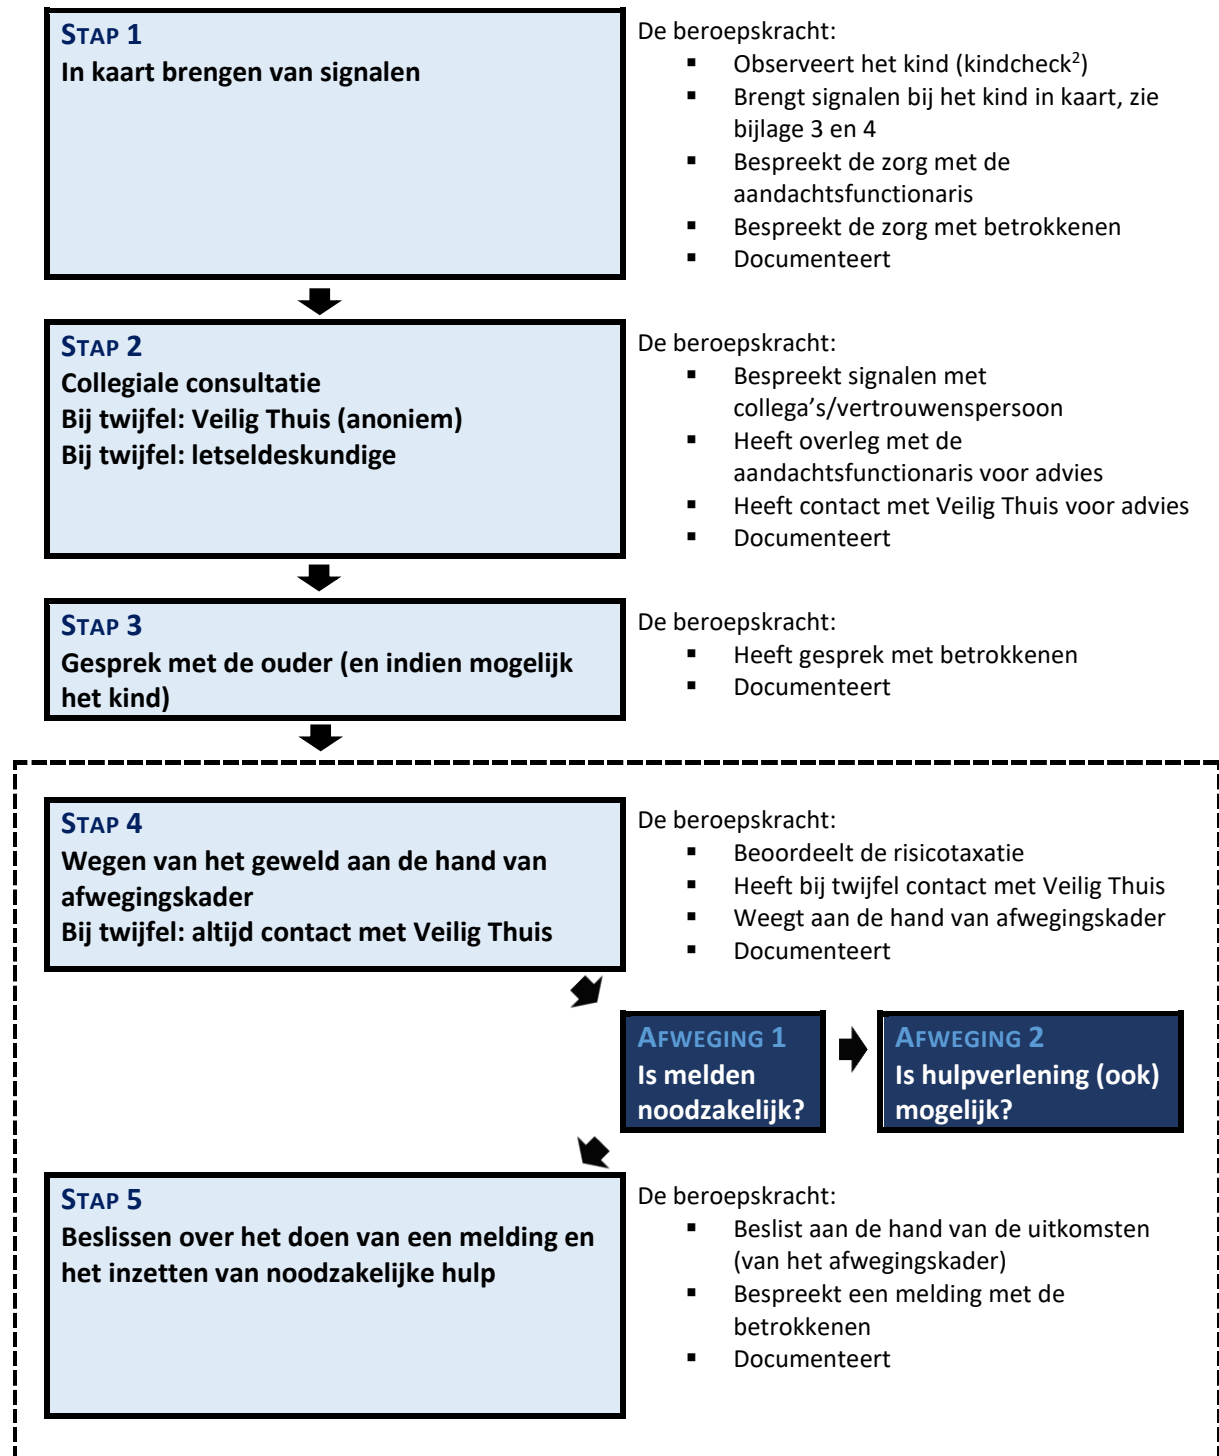 STAP 1
In kaart brengen van signalen
De beroepskracht:
▪ Observeert het kind (kindcheck²)
▪ Brengt signalen bij het kind in kaart, zie
bijlage 3 en 4
▪ Bespreekt de zorg met de
aandachtsfunctionaris
▪ Bespreekt de zorg met betrokkenen
▪ Documenteert
STAP 2
Collegiale consultatie
Bij twijfel: Veilig Thuis (anoniem)
Bij twijfel: letseldeskundige
De beroepskracht:
▪ Bespreekt signalen met
collega’s/vertrouwenspersoon
▪ Heeft overleg met de
aandachtsfunctionaris voor advies
▪ Heeft contact met Veilig Thuis voor advies
▪ Documenteert
STAP 3
Gesprek met de ouder (en indien mogelijk
het kind)
De beroepskracht:
▪ Heeft gesprek met betrokkenen
▪ Documenteert
STAP 4
Wegen van het geweld aan de hand van
afwegingskader
Bij twijfel: altijd contact met Veilig Thuis
De beroepskracht:
▪ Beoordeelt de risicotaxatie
▪ Heeft bij twijfel contact met Veilig Thuis
▪ Weegt aan de hand van afwegingskader
▪ Documenteert
AFWEGING 1
Is melden
noodzakelijk?
AFWEGING 2
Is hulpverlening (ook)
mogelijk?
STAP 5
Beslissen over het doen van een melding en
het inzetten van noodzakelijke hulp
De beroepskracht:
▪ Beslist aan de hand van de uitkomsten
(van het afwegingskader)
▪ Bespreekt een melding met de
betrokkenen
▪ Documenteert